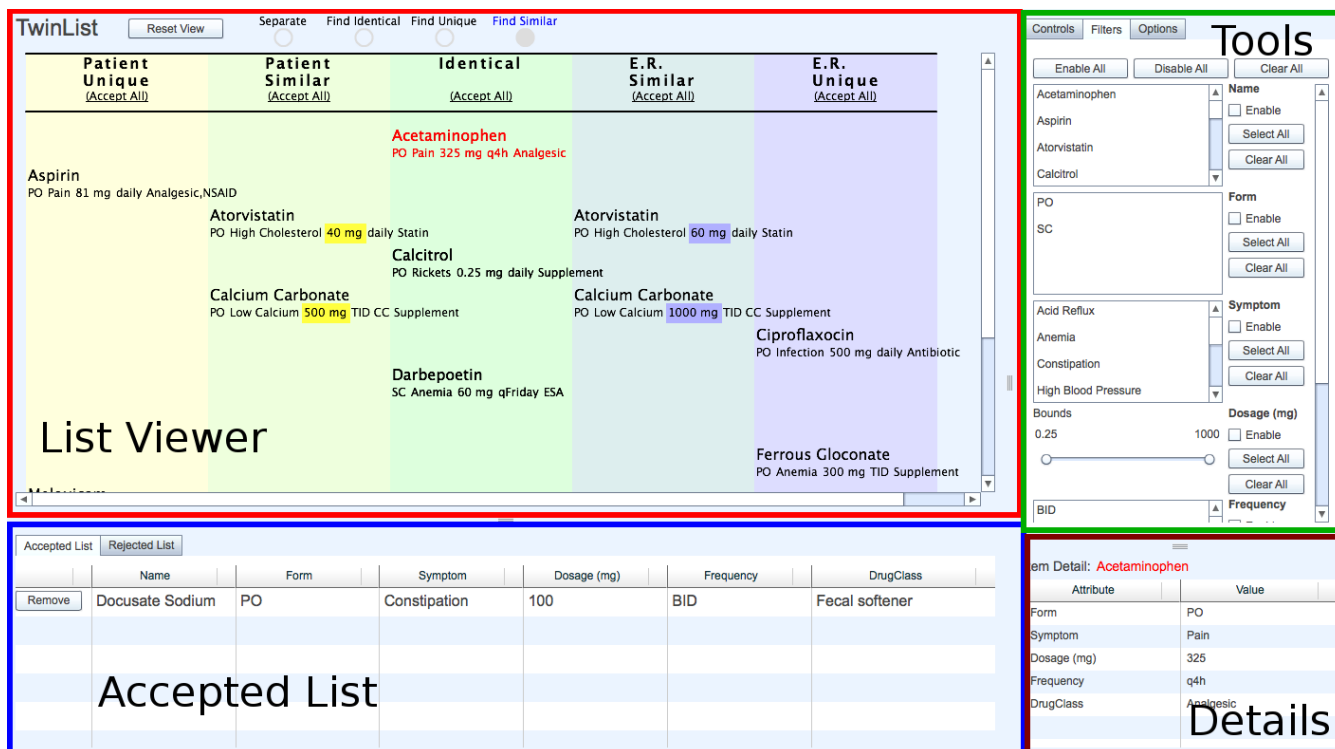 TwinList
Reset View
Separate Find Identical Find Unique Find Similar
Patient Unique (Accept All)
Patient Similar (Accept All)
Identical (Accept All)
E.R. Similar (Accept All)
E.R. Unique (Accept All)
Acetaminophen
PO Pain 325 mg q4h Analgesic
Aspirin
PO Pain 81 mg daily Analgesic,NSAID
Atorvistatin
PO High Cholesterol 40 mg daily Statin
Atorvistatin
PO High Cholesterol 60 mg daily Statin
Calcitrol
PO Rickets 0.25 mg daily Supplement
Calcium Carbonate
PO Low Calcium 500 mg TID CC Supplement
Calcium Carbonate
PO Low Calcium 1000 mg TID CC Supplement
Ciproflaxocin
PO Infection 500 mg daily Antibiotic
Darbepoetin
SC Anemia 60 mg qFriday ESA
List Viewer
Ferrous Gloconate
PO Anemia 300 mg TID Supplement
Controls Filters Options
Tools
Enable All Disable All Clear All
Acetaminophen
Aspirin
Atorvistatin
Calcitrol
Name
Enable
Select All
Clear All
PO
SC
Form
Enable
Select All
Clear All
Acid Reflux
Anemia
Constipation
High Blood Pressure
Symptom
Enable
Select All
Clear All
Bounds
0.25 1000
Dosage (mg)
Enable
Select All
Clear All
BID
Frequency
Accepted List Rejected List
Name Form Symptom Dosage (mg) Frequency DrugClass
Remove Docusate Sodium PO Constipation 100 BID Fecal softener
Accepted List
em Detail: Acetaminophen
Attribute Value
Form PO
Symptom Pain
Dosage (mg) 325
Frequency q4h
DrugClass Analgesic
Details